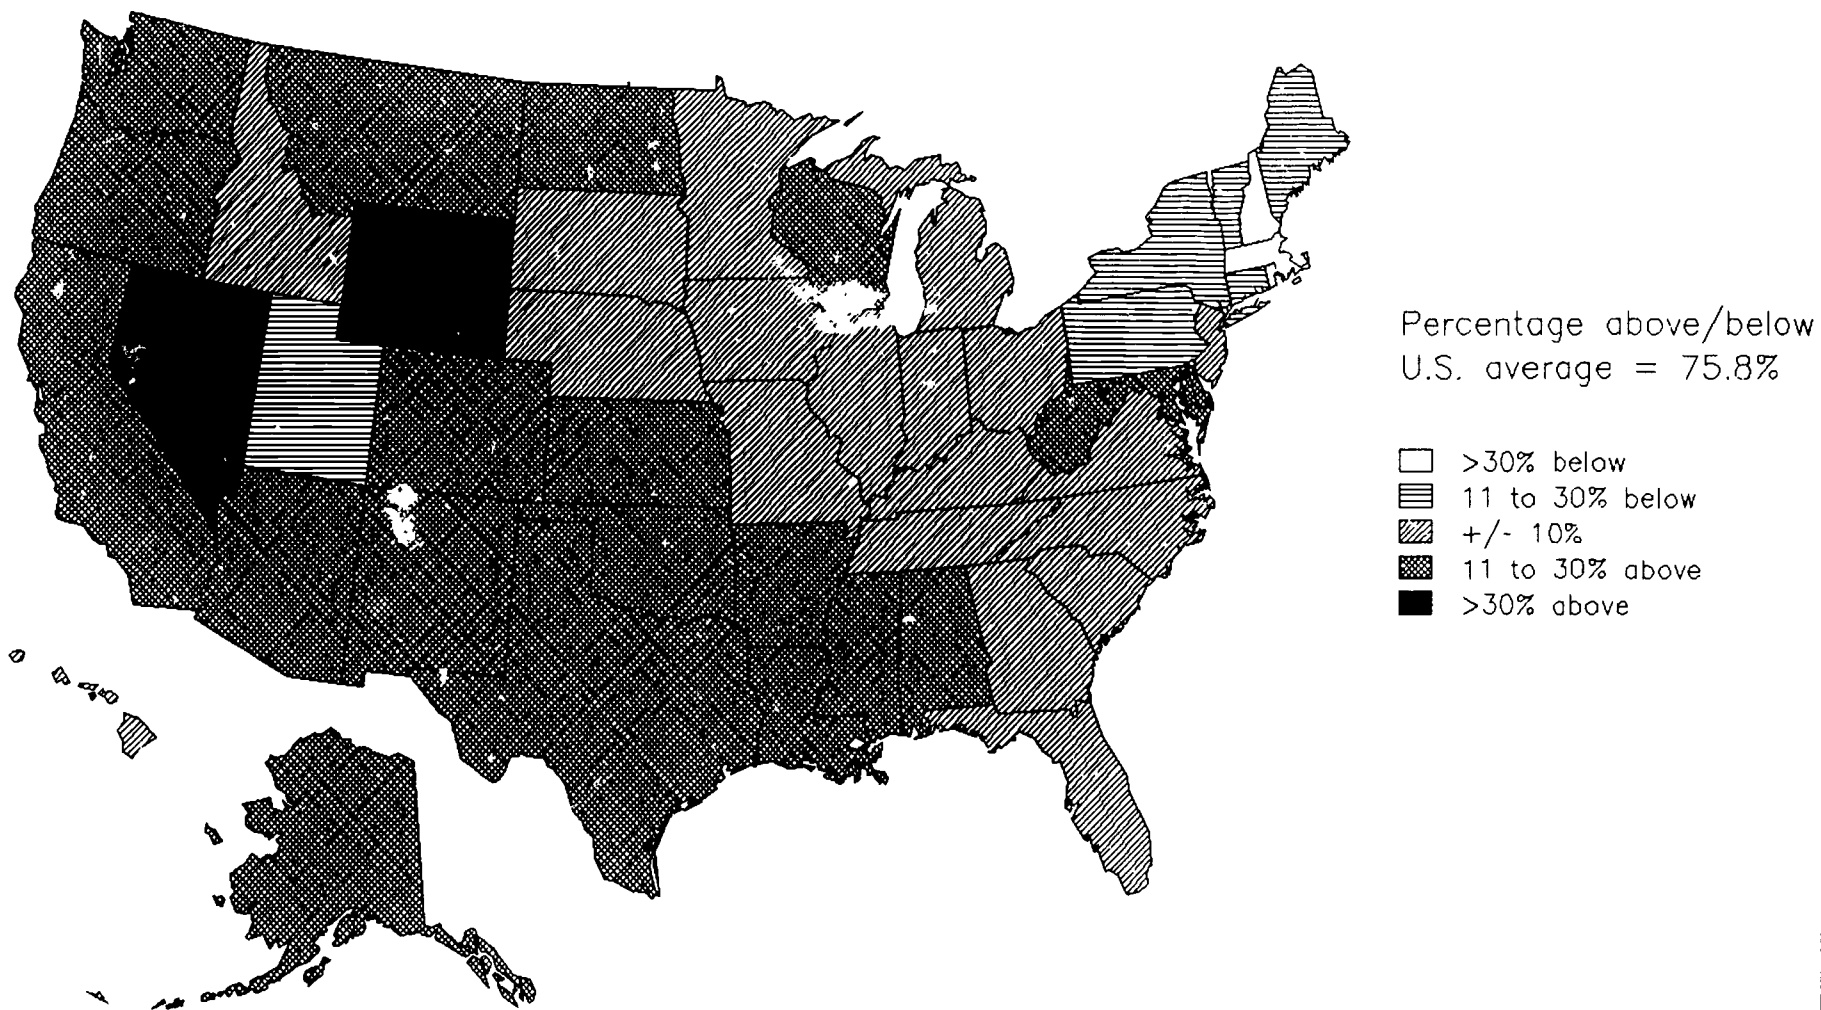 Percentage above/below
U.S. average = 75.8%
>30% below
11 to 30% below
+/- 10%
11 to 30% above
>30% above